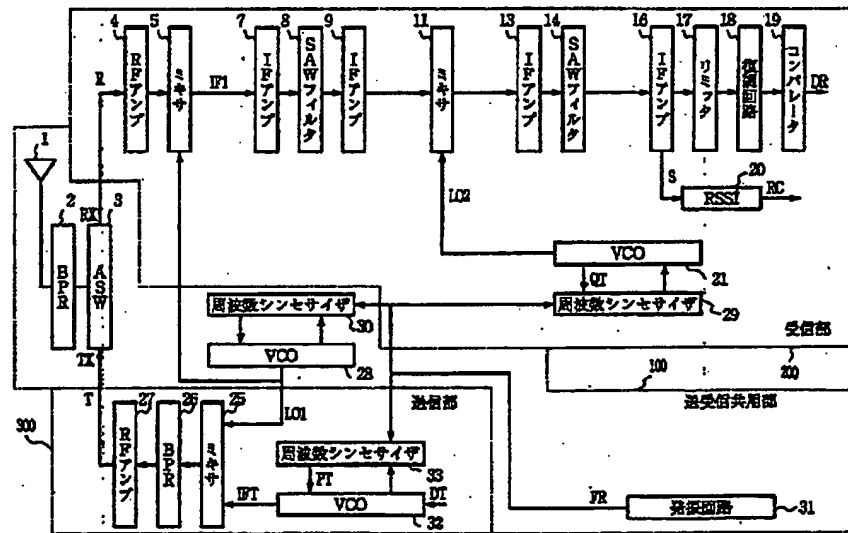 4
5
7
8
9
11
13
14
16
17
18
19
RFアンプ
ミキサ
IF1
IFアンプ
SAWフィルタ
IFアンプ
ミキサ
IFアンプ
SAWフィルタ
IFアンプ
リミッタ
復調回路
コンパレータ
DR
R
1
2
3
RX
BPR
ASW
TX
S
20
RSSI
RC
LO2
VCO
21
QT
周波数シンセサイザ
29
受信部
200
周波数シンセサイザ
30
VCO
28
100
送受信共用部
送信部
300
T
27
26
25
RFアンプ
BPR
ミキサ
LO1
周波数シンセサイザ
33
PT
IFT
VCO
DT
32
FR
発振回路
31